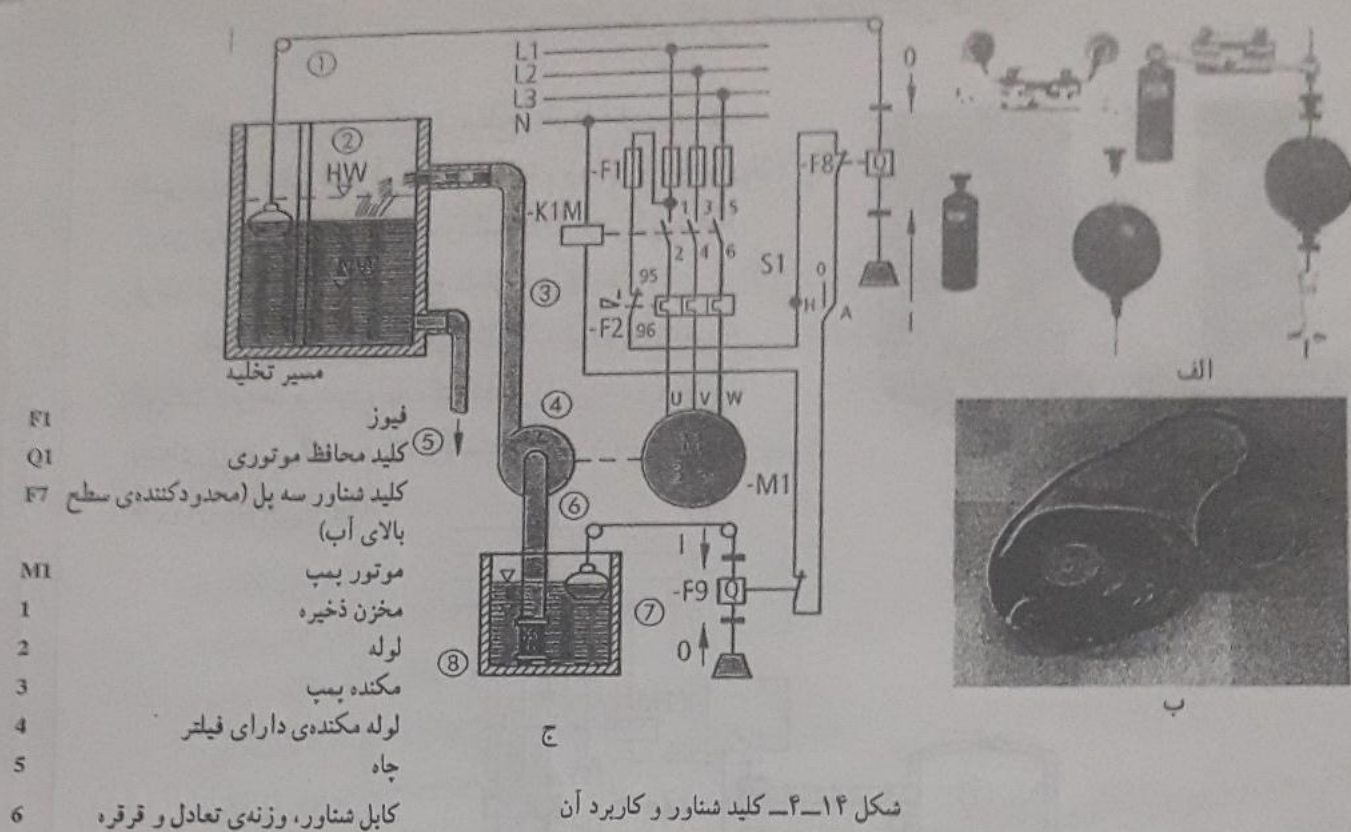 ①
L1
L2
L3
N
②
HW
NW
-F1
-K1M
1 3 5
2 4 6
95
-F2 96
③
S1
-F8 Q
0
I
0
H A
مسیر تخلیه
U V W
④
M
3 ~
-M1
⑤
⑥
⑦
⑧
I
-F9 Q
0
الف
ب
ج
F1 فیوز
Q1 کلید محافظ موتوری
F7 کلید شناور سه پل (محدودکننده‌ی سطح
بالای آب)
M1 موتور پمپ
1 مخزن ذخیره
2 لوله
3 مکنده پمپ
4 لوله مکنده‌ی دارای فیلتر
5 چاه
6 کابل شناور، وزنه‌ی تعادل و قرقره
شکل ۱۴–۴– کلید شناور و کاربرد آن